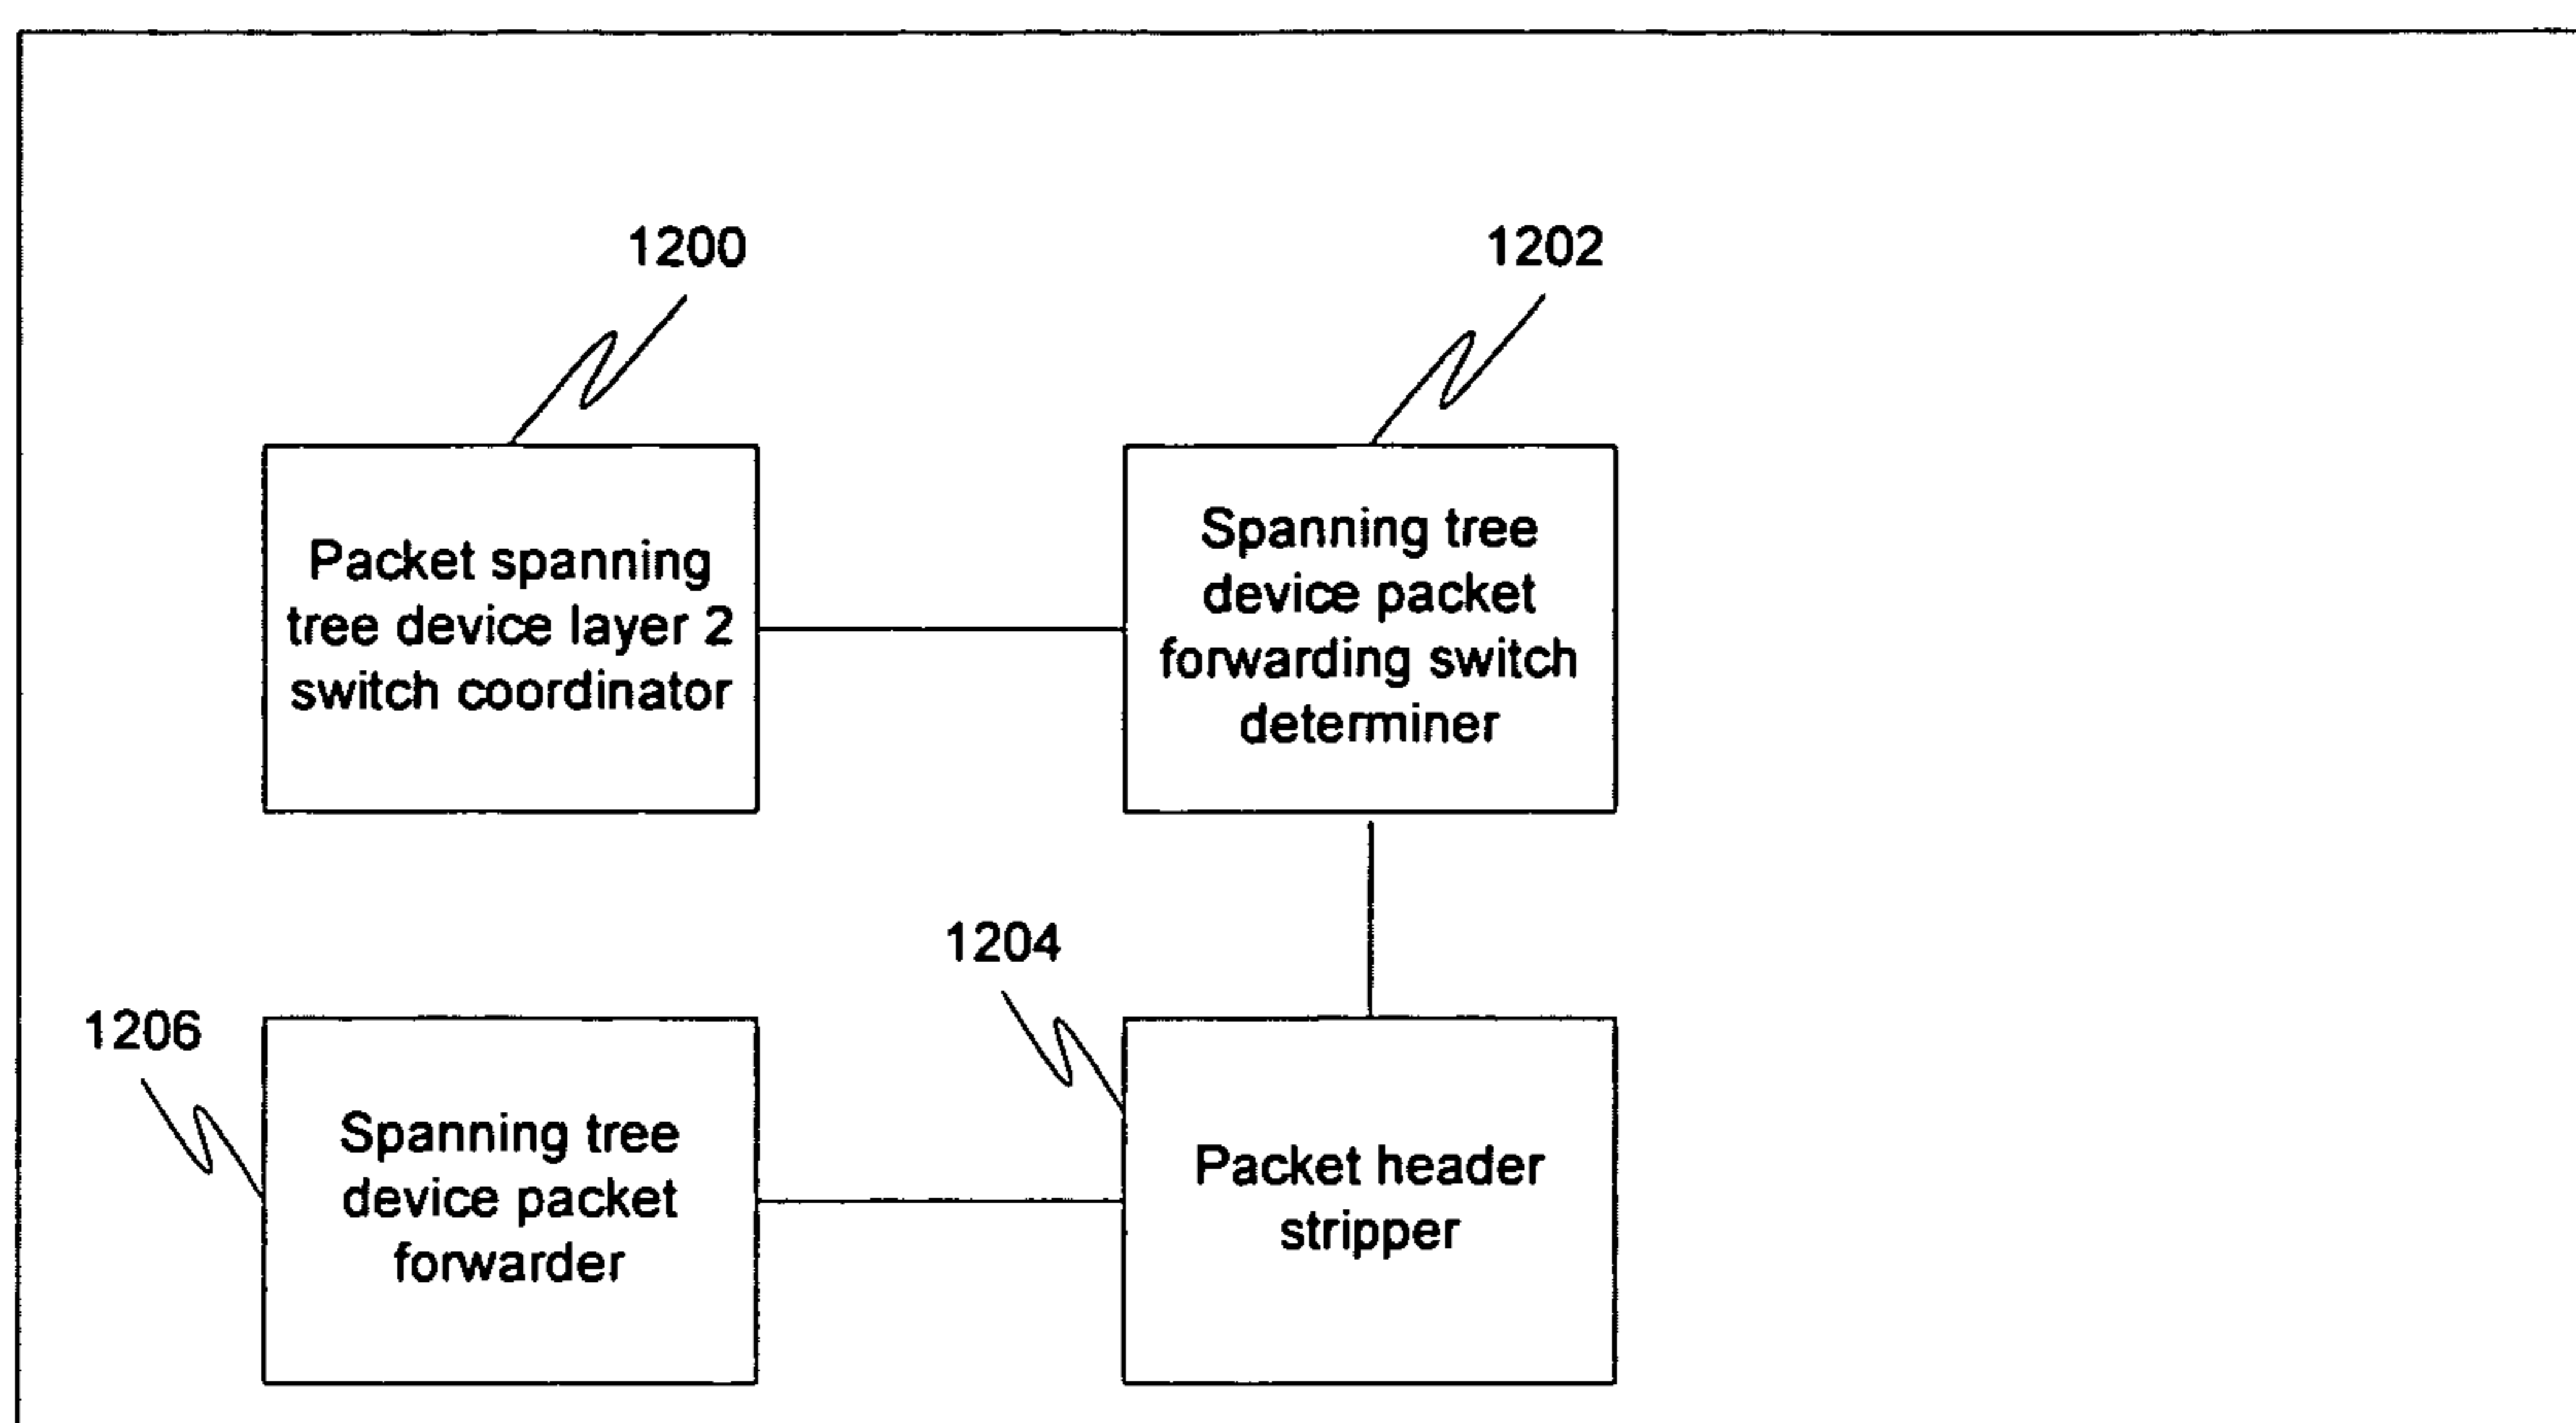 1200
1202
Packet spanning
tree device layer 2
switch coordinator
Spanning tree
device packet
forwarding switch
determiner
1204
1206
Spanning tree
device packet
forwarder
Packet header
stripper